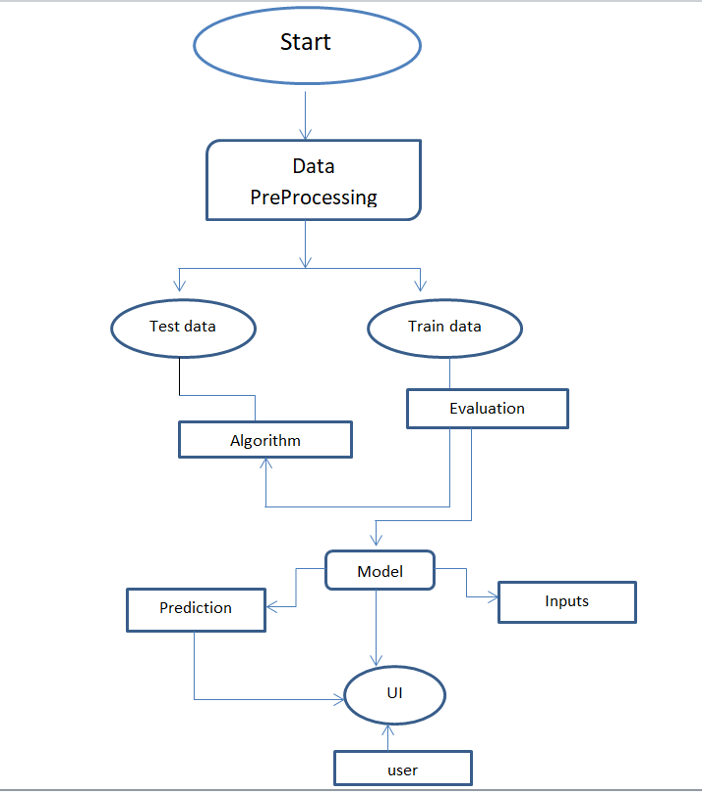 Start
Data
PreProcessing
Test data
Train data
Evaluation
Algorithm
Model
Prediction
Inputs
UI
user